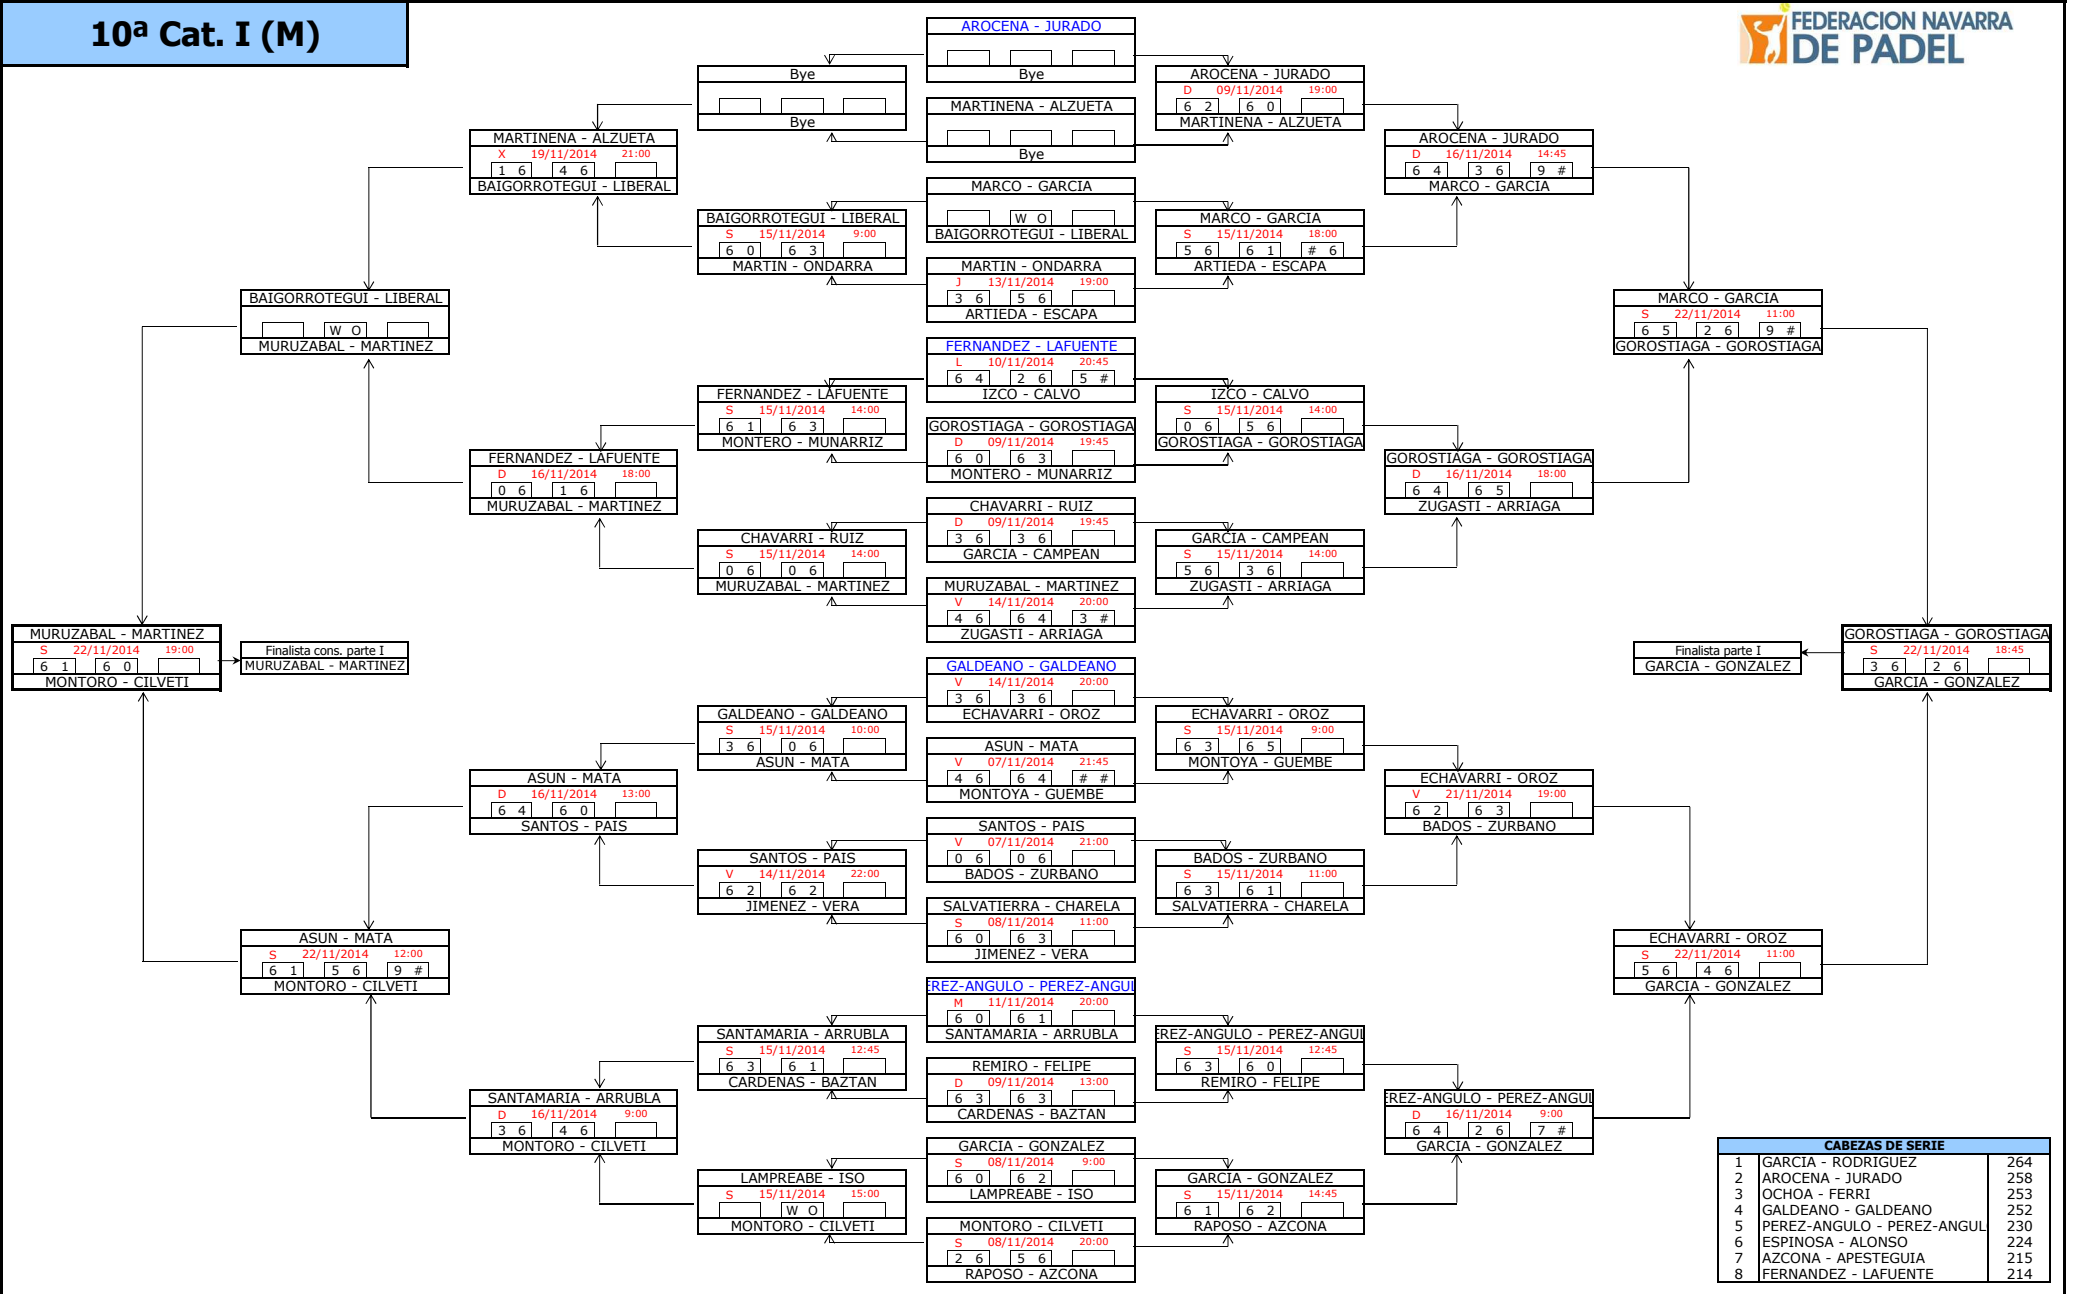 10ª Cat. I (M)
FEDERACION NAVARRA
DE PADEL
AROCENA - JURADO
Bye
MARTINENA - ALZUETA
Bye
MARCO - GARCIA
W O
BAIGORROTEGUI - LIBERAL
MARTIN - ONDARRA
J 13/11/2014 19:00
3 6 5 6
ARTIEDA - ESCAPA
FERNANDEZ - LAFUENTE
L 10/11/2014 20:45
6 4 2 6 5 #
IZCO - CALVO
GOROSTIAGA - GOROSTIAGA
D 09/11/2014 19:45
6 0 6 3
MONTERO - MUNARRIZ
CHAVARRI - RUIZ
D 09/11/2014 19:45
3 6 3 6
GARCIA - CAMPEAN
MURUZABAL - MARTINEZ
V 14/11/2014 20:00
4 6 6 4 3 #
ZUGASTI - ARRIAGA
GALDEANO - GALDEANO
V 14/11/2014 20:00
3 6 3 6
ECHAVARRI - OROZ
ASUN - MATA
V 07/11/2014 21:45
4 6 6 4 # #
MONTOYA - GUEMBE
SANTOS - PAIS
V 07/11/2014 21:00
0 6 0 6
BADOS - ZURBANO
SALVATIERRA - CHARELA
S 08/11/2014 11:00
6 0 6 3
JIMENEZ - VERA
EREZ-ANGULO - PEREZ-ANGUL
M 11/11/2014 20:00
6 0 6 1
SANTAMARIA - ARRUBLA
REMIRO - FELIPE
D 09/11/2014 13:00
6 3 6 3
CARDENAS - BAZTAN
GARCIA - GONZALEZ
S 08/11/2014 9:00
6 0 6 2
LAMPREABE - ISO
MONTORO - CILVETI
S 08/11/2014 20:00
2 6 5 6
RAPOSO - AZCONA
Bye
Bye
BAIGORROTEGUI - LIBERAL
S 15/11/2014 9:00
6 0 6 3
MARTIN - ONDARRA
FERNANDEZ - LAFUENTE
S 15/11/2014 14:00
6 1 6 3
MONTERO - MUNARRIZ
CHAVARRI - RUIZ
S 15/11/2014 14:00
0 6 0 6
MURUZABAL - MARTINEZ
GALDEANO - GALDEANO
S 15/11/2014 10:00
3 6 0 6
ASUN - MATA
SANTOS - PAIS
V 14/11/2014 22:00
6 2 6 2
JIMENEZ - VERA
SANTAMARIA - ARRUBLA
S 15/11/2014 12:45
6 3 6 1
CARDENAS - BAZTAN
LAMPREABE - ISO
S 15/11/2014 15:00
W O
MONTORO - CILVETI
MARTINENA - ALZUETA
X 19/11/2014 21:00
1 6 4 6
BAIGORROTEGUI - LIBERAL
FERNANDEZ - LAFUENTE
D 16/11/2014 18:00
0 6 1 6
MURUZABAL - MARTINEZ
ASUN - MATA
D 16/11/2014 13:00
6 4 6 0
SANTOS - PAIS
SANTAMARIA - ARRUBLA
D 16/11/2014 9:00
3 6 4 6
MONTORO - CILVETI
BAIGORROTEGUI - LIBERAL
W O
MURUZABAL - MARTINEZ
ASUN - MATA
S 22/11/2014 12:00
6 1 5 6 9 #
MONTORO - CILVETI
MURUZABAL - MARTINEZ
S 22/11/2014 19:00
6 1 6 0
MONTORO - CILVETI
Finalista cons. parte I
MURUZABAL - MARTINEZ
AROCENA - JURADO
D 09/11/2014 19:00
6 2 6 0
MARTINENA - ALZUETA
MARCO - GARCIA
S 15/11/2014 18:00
5 6 6 1 # 6
ARTIEDA - ESCAPA
IZCO - CALVO
S 15/11/2014 14:00
0 6 5 6
GOROSTIAGA - GOROSTIAGA
GARCIA - CAMPEAN
S 15/11/2014 14:00
5 6 3 6
ZUGASTI - ARRIAGA
ECHAVARRI - OROZ
S 15/11/2014 9:00
6 3 6 5
MONTOYA - GUEMBE
BADOS - ZURBANO
S 15/11/2014 11:00
6 3 6 1
SALVATIERRA - CHARELA
EREZ-ANGULO - PEREZ-ANGUL
S 15/11/2014 12:45
6 3 6 0
REMIRO - FELIPE
GARCIA - GONZALEZ
S 15/11/2014 14:45
6 1 6 2
RAPOSO - AZCONA
AROCENA - JURADO
D 16/11/2014 14:45
6 4 3 6 9 #
MARCO - GARCIA
GOROSTIAGA - GOROSTIAGA
D 16/11/2014 18:00
6 4 6 5
ZUGASTI - ARRIAGA
ECHAVARRI - OROZ
V 21/11/2014 19:00
6 2 6 3
BADOS - ZURBANO
EREZ-ANGULO - PEREZ-ANGUL
D 16/11/2014 9:00
6 4 2 6 7 #
GARCIA - GONZALEZ
MARCO - GARCIA
S 22/11/2014 11:00
6 5 2 6 9 #
GOROSTIAGA - GOROSTIAGA
ECHAVARRI - OROZ
S 22/11/2014 11:00
5 6 4 6
GARCIA - GONZALEZ
Finalista parte I
GARCIA - GONZALEZ
GOROSTIAGA - GOROSTIAGA
S 22/11/2014 18:45
3 6 2 6
GARCIA - GONZALEZ
CABEZAS DE SERIE
1 GARCIA - RODRIGUEZ 264
2 AROCENA - JURADO 258
3 OCHOA - FERRI 253
4 GALDEANO - GALDEANO 252
5 PEREZ-ANGULO - PEREZ-ANGUL 230
6 ESPINOSA - ALONSO 224
7 AZCONA - APESTEGUIA 215
8 FERNANDEZ - LAFUENTE 214